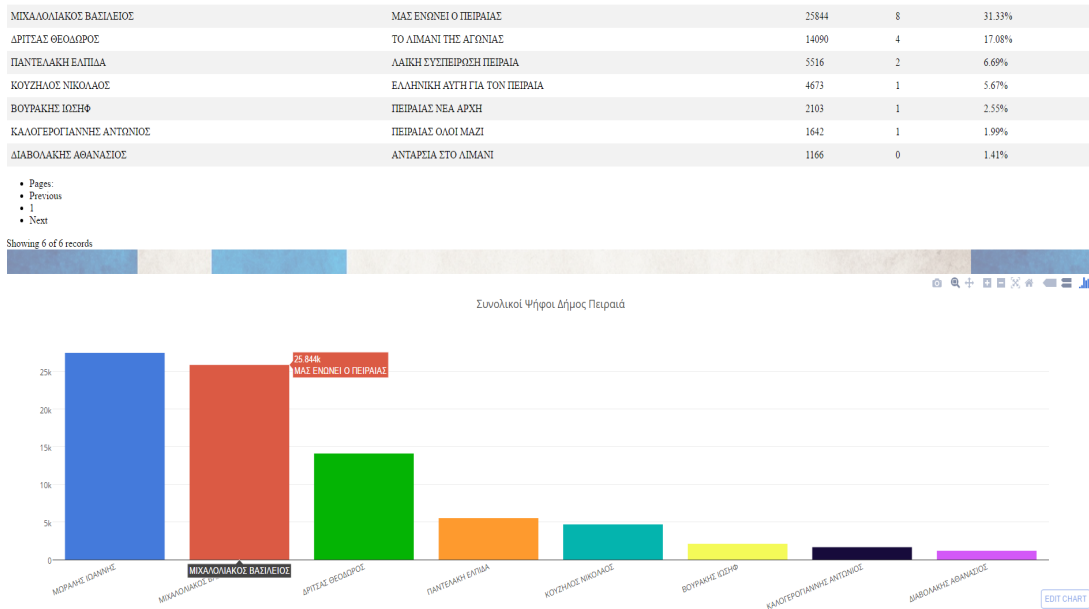 ΜΙΧΑΛΟΛΙΑΚΟΣ ΒΑΣΙΛΕΙΟΣ ΜΑΣ ΕΝΩΝΕΙ Ο ΠΕΙΡΑΙΑΣ 25844 8 31.33%
ΔΡΙΤΣΑΣ ΘΕΟΔΩΡΟΣ ΤΟ ΛΙΜΑΝΙ ΤΗΣ ΑΓΩΝΙΑΣ 14090 4 17.08%
ΠΑΝΤΕΛΑΚΗ ΕΛΠΙΔΑ ΛΑΙΚΗ ΣΥΣΠΕΙΡΩΣΗ ΠΕΙΡΑΙΑ 5516 2 6.69%
ΚΟΥΖΗΛΟΣ ΝΙΚΟΛΑΟΣ ΕΛΛΗΝΙΚΗ ΑΥΓΗ ΓΙΑ ΤΟΝ ΠΕΙΡΑΙΑ 4673 1 5.67%
ΒΟΥΡΑΚΗΣ ΙΩΣΗΦ ΠΕΙΡΑΙΑΣ ΝΕΑ ΑΡΧΗ 2103 1 2.55%
ΚΑΛΟΓΕΡΟΓΙΑΝΝΗΣ ΑΝΤΩΝΙΟΣ ΠΕΙΡΑΙΑΣ ΟΛΟΙ ΜΑΖΙ 1642 1 1.99%
ΔΙΑΒΟΛΑΚΗΣ ΑΘΑΝΑΣΙΟΣ ΑΝΤΑΡΣΙΑ ΣΤΟ ΛΙΜΑΝΙ 1166 0 1.41%
Pages:
Previous
1
Next
Showing 6 of 6 records
Συνολικοί Ψήφοι Δήμος Πειραιά
25.844k
ΜΑΣ ΕΝΩΝΕΙ Ο ΠΕΙΡΑΙΑΣ
25k
20k
15k
10k
5k
0
ΜΙΧΑΛΟΛΙΑΚΟΣ ΒΑΣΙΛΕΙΟΣ
ΜΩΡΑΛΗΣ ΙΩΑΝΝΗΣ
ΜΙΧΑΛΟΛΙΑΚΟΣ
ΔΡΙΤΣΑΣ ΘΕΟΔΩΡΟΣ
ΠΑΝΤΕΛΑΚΗ ΕΛΠΙΔΑ
ΚΟΥΖΗΛΟΣ ΝΙΚΟΛΑΟΣ
ΒΟΥΡΑΚΗΣ ΙΩΣΗΦ
ΚΑΛΟΓΕΡΟΓΙΑΝΝΗΣ ΑΝΤΩΝΙΟΣ
ΔΙΑΒΟΛΑΚΗΣ ΑΘΑΝΑΣΙΟΣ
EDIT CHART